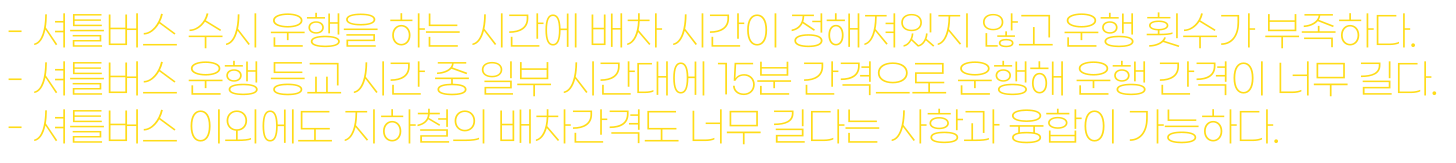 - 셔틀버스 수시 운행을 하는 시간에 배차 시간이 정해져있지 않고 운행 횟수가 부족하다.
- 셔틀버스 운행 등교 시간 중 일부 시간대에 15분 간격으로 운행해 운행 간격이 너무 길다.
- 셔틀버스 이외에도 지하철의 배차간격도 너무 길다는 사항과 융합이 가능하다.